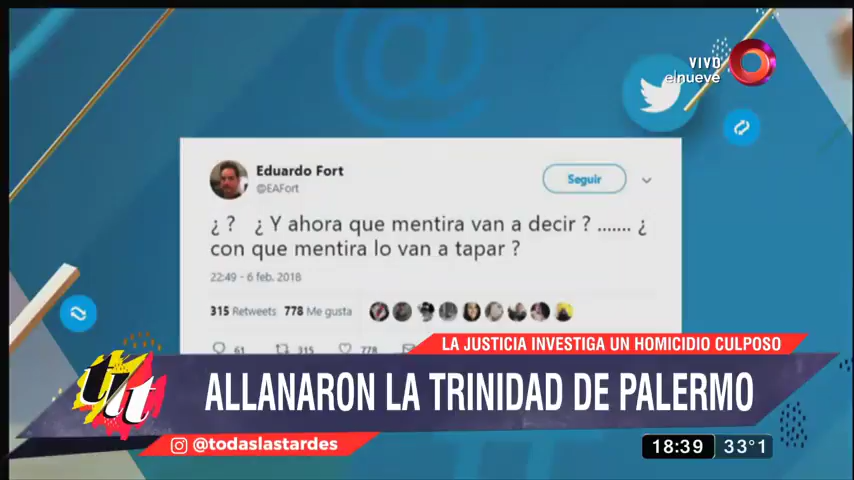 VIVO
elnueve
Eduardo Fort
@EAFort
Seguir
¿ ? ¿ Y ahora que mentira van a decir ? ....... ¿
con que mentira lo van a tapar ?
22:49 - 6 feb. 2018
315 Retweets 778 Me gusta
61 315 778
LA JUSTICIA INVESTIGA UN HOMICIDIO CULPOSO
ttt
ALLANARON LA TRINIDAD DE PALERMO
@todaslastardes
18:39 33°1